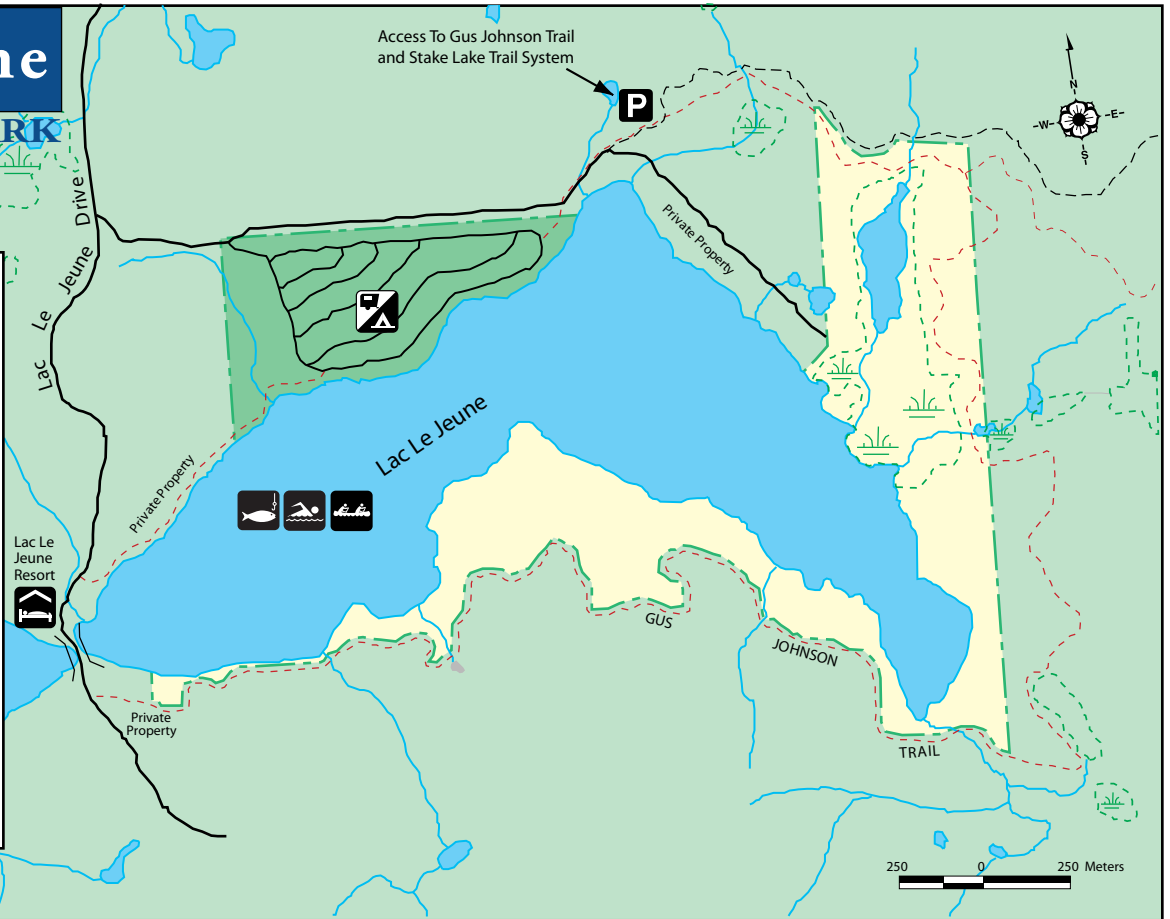 ne
RK
Access To Gus Johnson Trail
and Stake Lake Trail System
P
N
W
E
S
Lac Le Jeune Drive
Private Property
Lac Le Jeune
Private Property
Lac Le
Jeune
Resort
GUS
JOHNSON
TRAIL
Private
Property
250 0 250 Meters